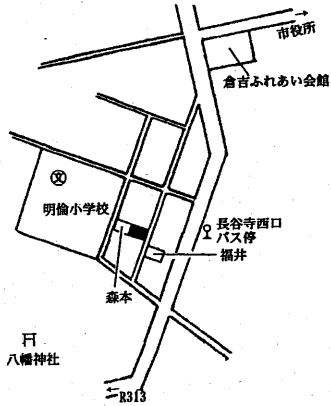 市役所
倉吉ふれあい会館
文
明倫小学校
長谷寺西口
バス停
福井
森本
八幡神社
R313